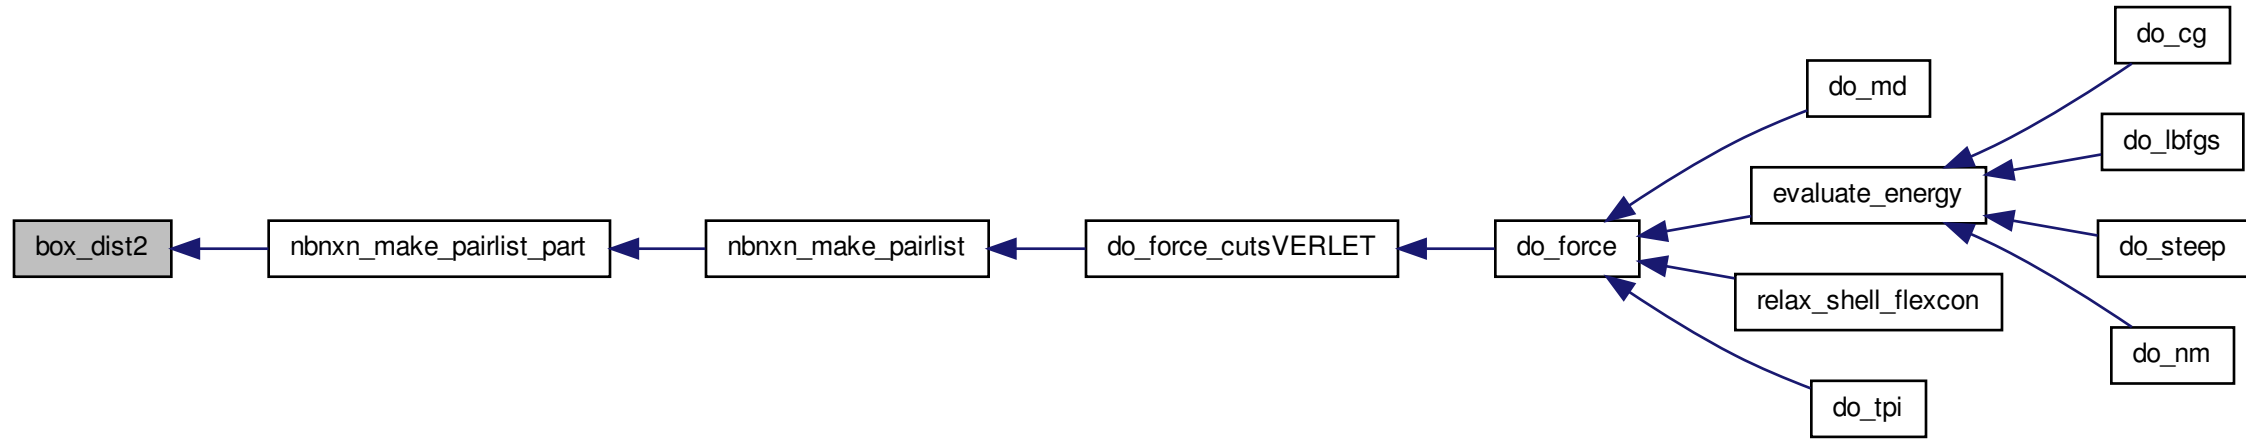 box_dist2
nbnxn_make_pairlist_part
nbnxn_make_pairlist
do_force_cutsVERLET
do_force
do_md
evaluate_energy
relax_shell_flexcon
do_tpi
do_cg
do_lbfgs
do_steep
do_nm